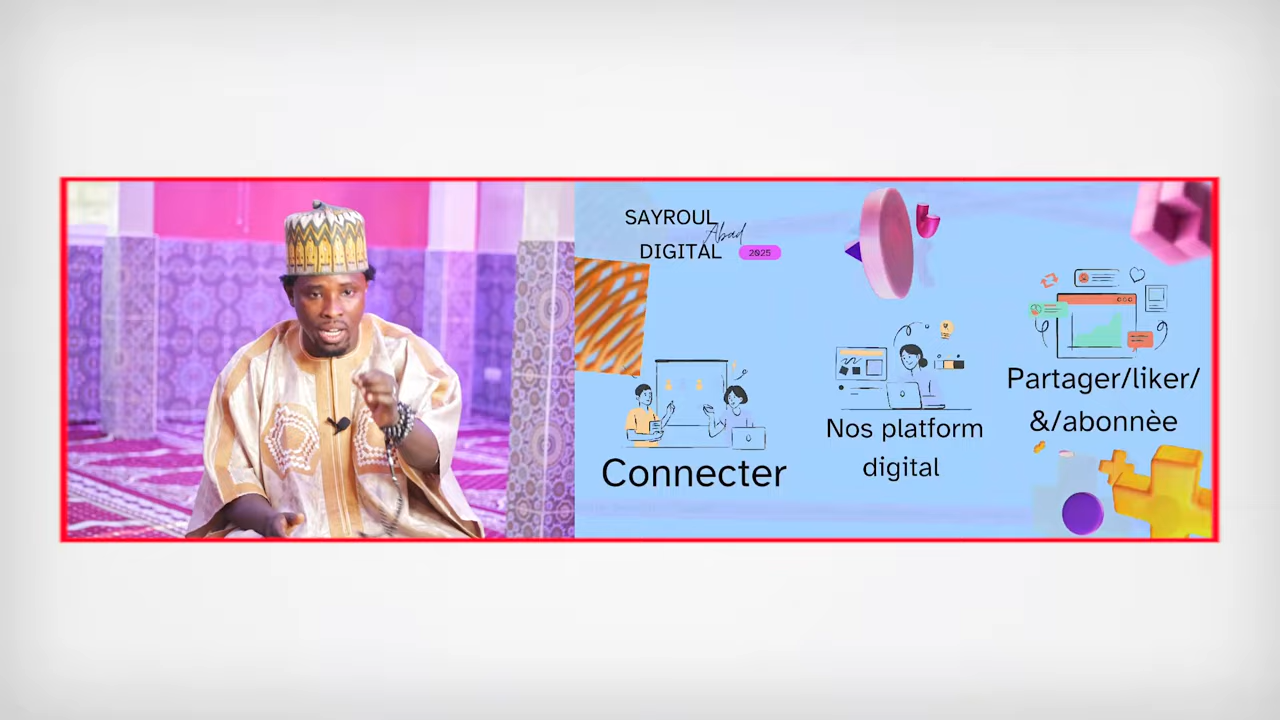 SAYROUL
Abad
DIGITAL
2025
Connecter
Nos platform
digital
Partager/liker/
&/abonnèe